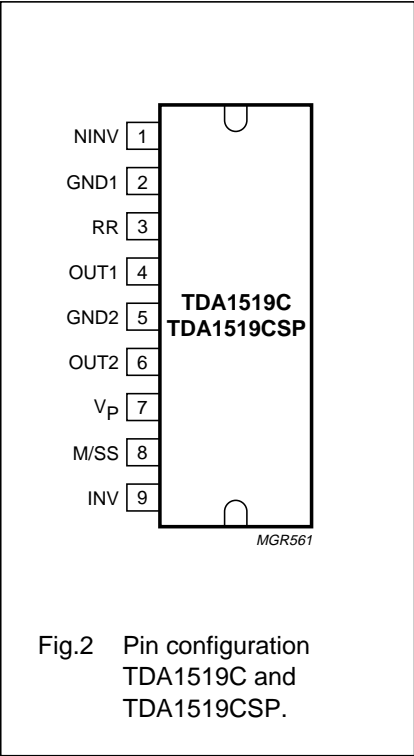 NINV 1
GND1 2
RR 3
OUT1 4
GND2 5
OUT2 6
VP 7
M/SS 8
INV 9
TDA1519C
TDA1519CSP
MGR561
Fig.2 Pin configuration
TDA1519C and
TDA1519CSP.